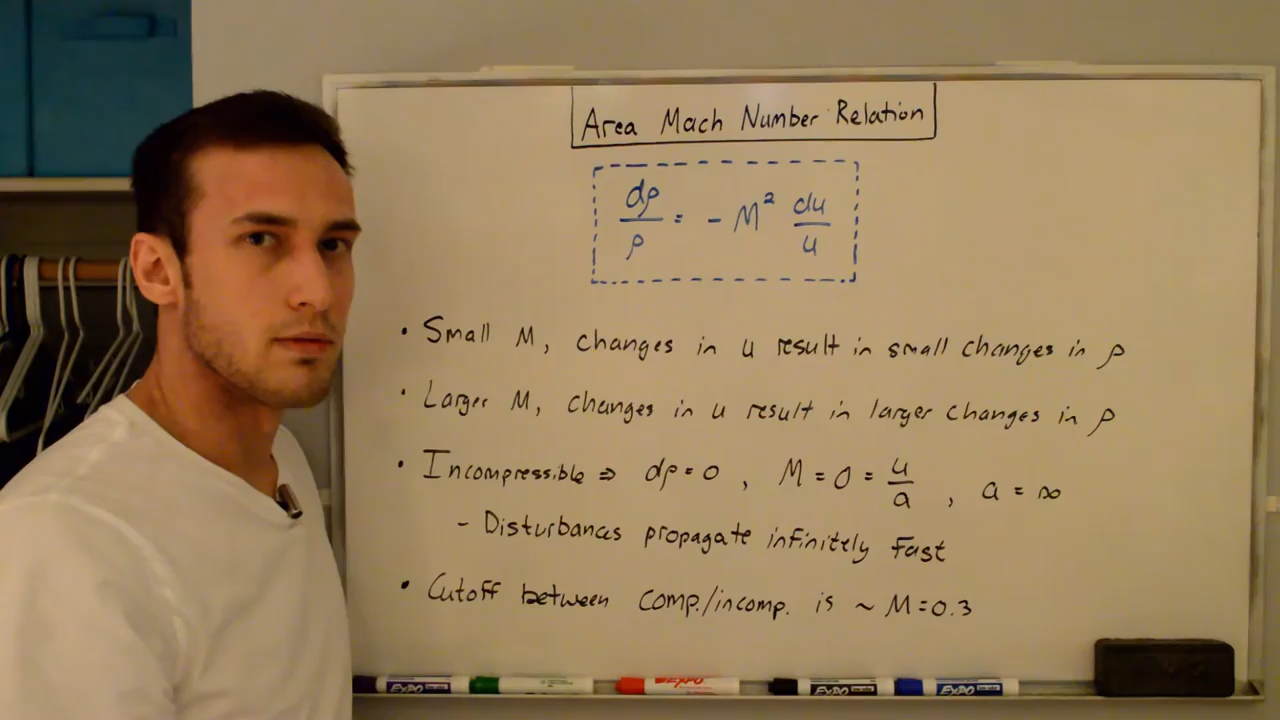 Area Mach Number Relation
dρ/ρ = - M² du/u
• Small M, changes in u result in small changes in ρ
• Larger M, changes in u result in larger changes in ρ
• Incompressible ⇒ dρ=0 , M=0= u/a , a = ∞
- Disturbances propagate infinitely fast
• Cutoff between comp./incomp. is ~ M=0.3
EXPO EXPO EXPO EXPO